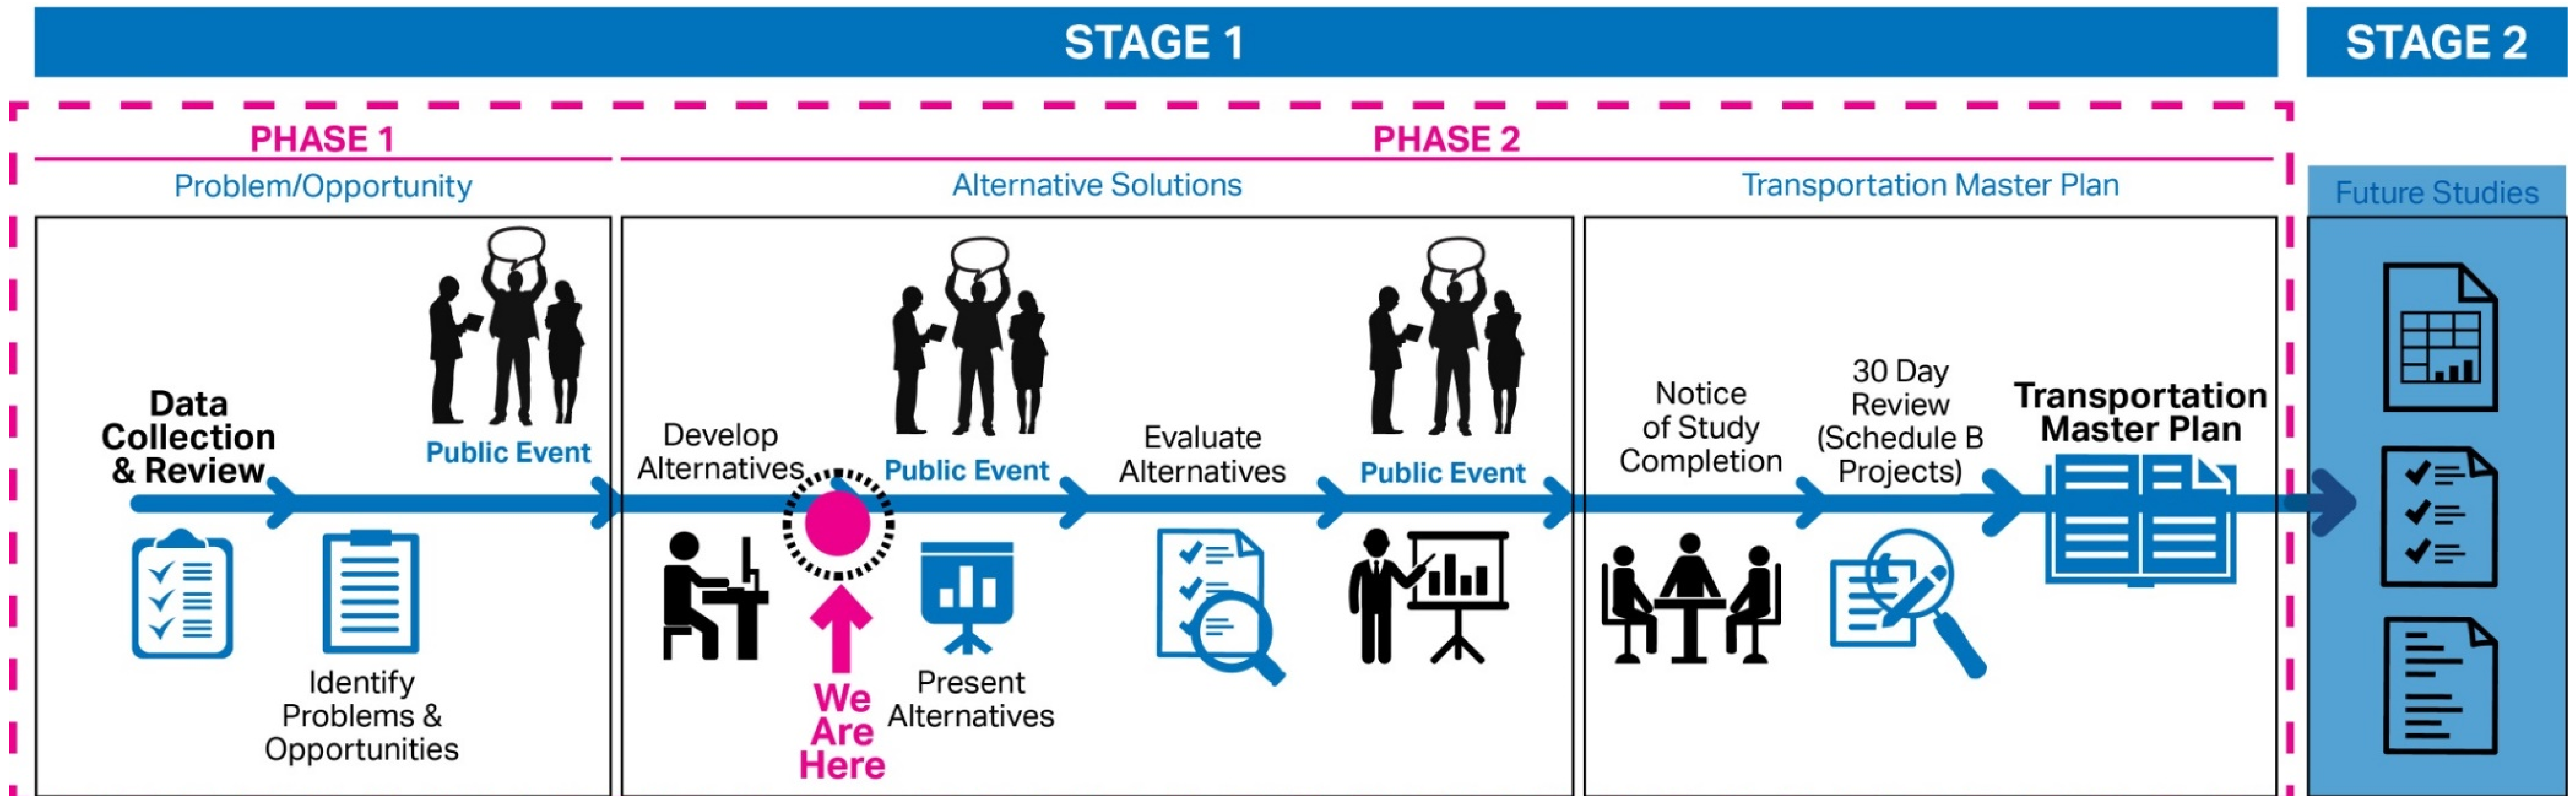 STAGE 1
STAGE 2
PHASE 1
PHASE 2
Problem/Opportunity
Alternative Solutions
Transportation Master Plan
Future Studies
Data
Collection
& Review
Public Event
Identify
Problems &
Opportunities
Develop
Alternatives
We
Are
Here
Public Event
Present
Alternatives
Evaluate
Alternatives
Public Event
Notice
of Study
Completion
30 Day
Review
(Schedule B
Projects)
Transportation
Master Plan